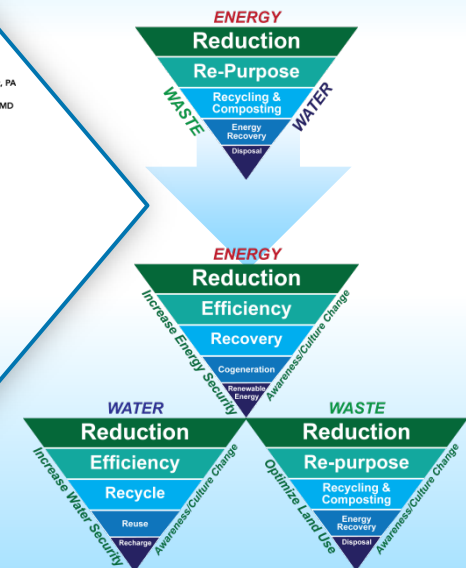 , PA
MD
ENERGY
Reduction
Re-Purpose
Recycling &
Composting
Energy
Recovery
Disposal
WASTE
WATER
ENERGY
Reduction
Efficiency
Recovery
Cogeneration
Renewable
Energy
Increase Energy Security
Awareness/Culture Change
WATER
Reduction
Efficiency
Recycle
Reuse
Recharge
Increase Water Security
Awareness/Culture Change
WASTE
Reduction
Re-purpose
Recycling &
Composting
Energy
Recovery
Disposal
Optimize Land Use
Awareness/Culture Change